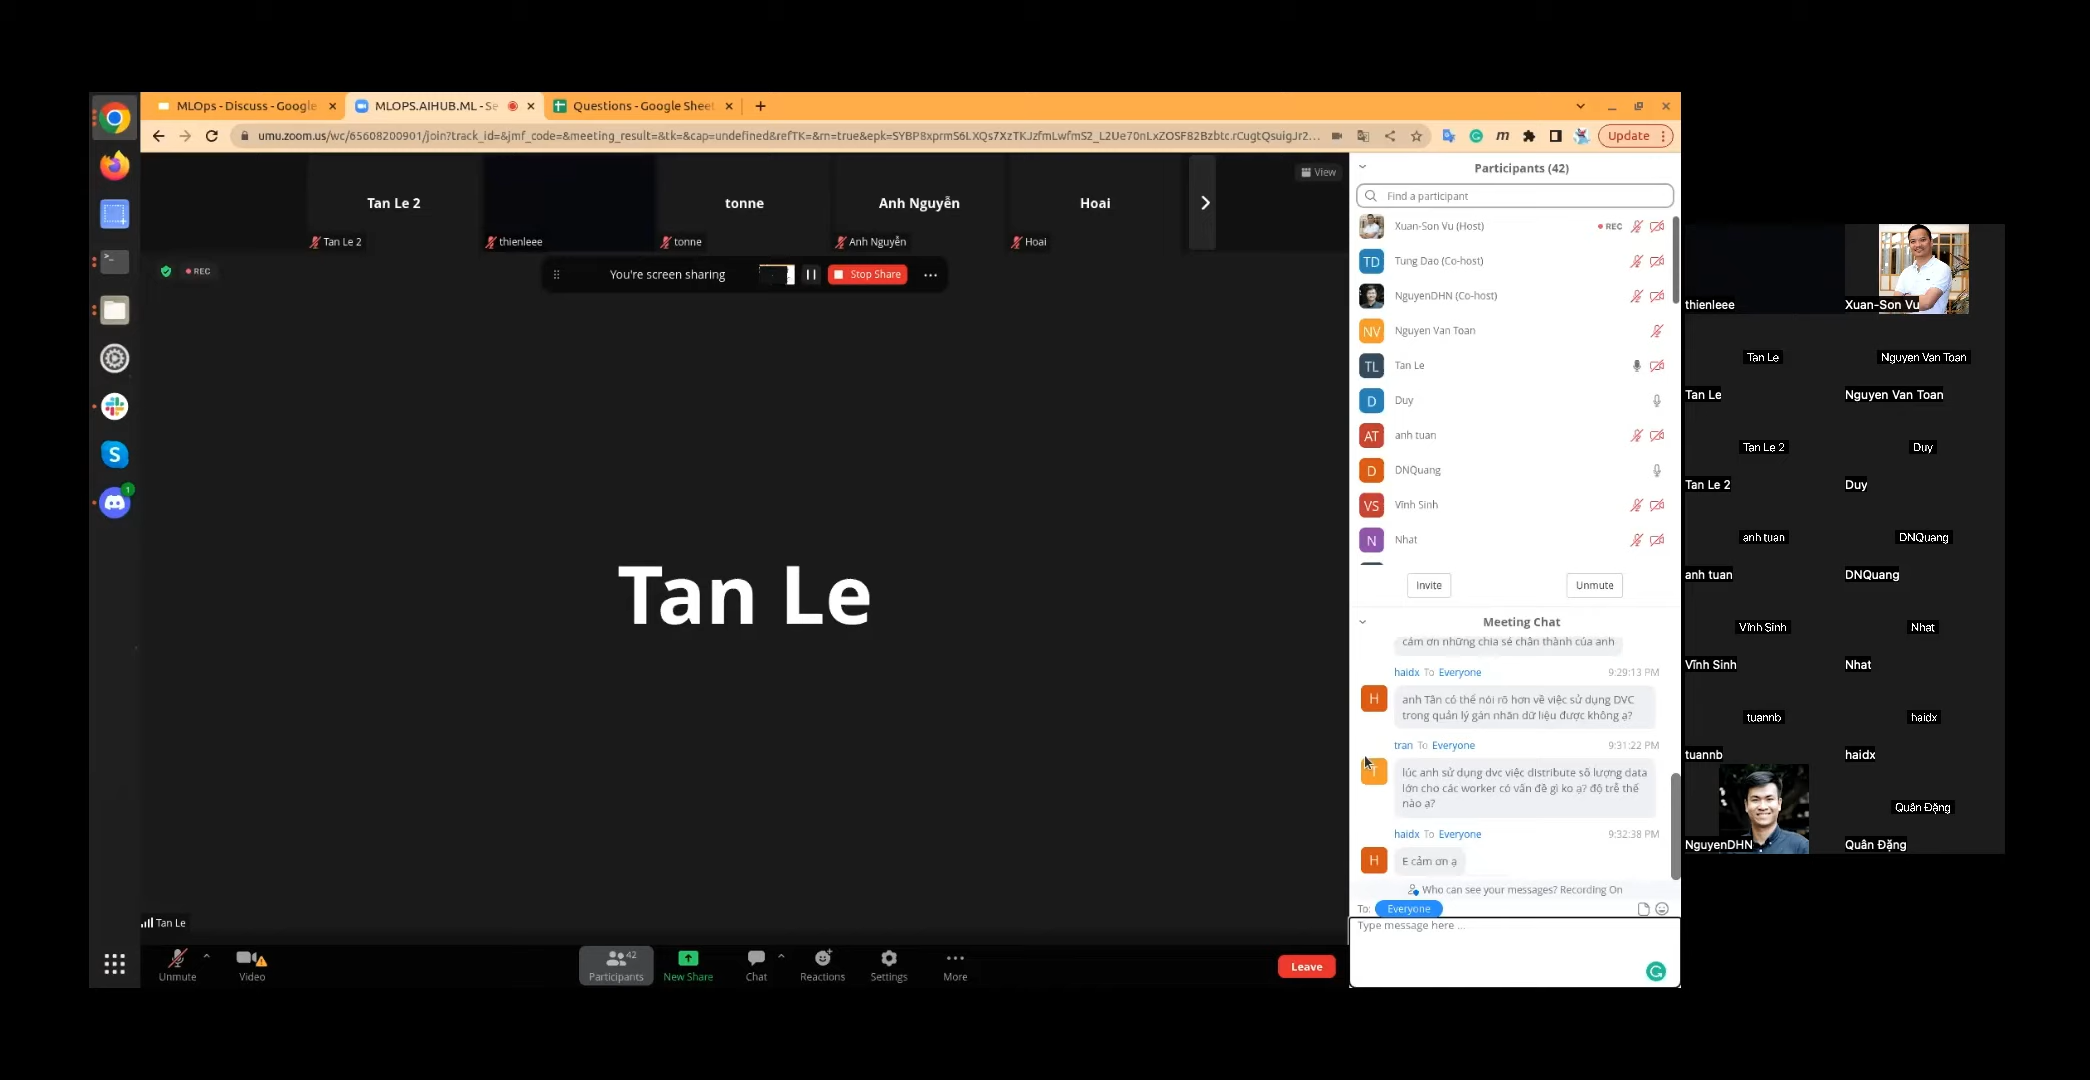 MLOps - Discuss - Google
MLOPS.AIHUB.ML - Se
Questions - Google Sheet
umu.zoom.us/wc/65608200901/join?track_id=&jmf_code=&meeting_result=&tk=&cap=undefined&refTK=&m=true&epk=
Update
Tan Le 2
tonne
Anh Nguyễn
Hoai
View
Tan Le 2
thienleee
tonne
Anh Nguyễn
Hoai
REC
You're screen sharing
Stop Share
Tan Le
Tan Le
Unmute
Video
42
Participants
New Share
Chat
Reactions
Settings
More
Leave
Participants (42)
Find a participant
Xuan-Son Vu (Host)
REC
TD
Tung Dao (Co-host)
NguyenDHN (Co-host)
NV
Nguyen Van Toan
TL
Tan Le
D
Duy
AT
anh tuan
D
DNQuang
VS
Vĩnh Sinh
N
Nhat
Invite
Unmute
Meeting Chat
cảm ơn những chia sẻ chân thành của anh
haidx To Everyone 9:29:13 PM
H
anh Tân có thể nói rõ hơn về việc sử dụng DVC
trong quản lý gán nhãn dữ liệu được không ạ?
tran To Everyone 9:31:22 PM
T
lúc anh sử dụng dvc việc distribute số lượng data
lớn cho các worker có vấn đề gì ko ạ? độ trễ thế
nào ạ?
haidx To Everyone 9:32:38 PM
H
E cảm ơn ạ
Who can see your messages? Recording On
To: Everyone
Type message here ...
thienleee
Xuan-Son Vu
Tan Le
Nguyen Van Toan
Tan Le
Nguyen Van Toan
Tan Le 2
Duy
Tan Le 2
Duy
anh tuan
DNQuang
anh tuan
DNQuang
Vĩnh Sinh
Nhat
Vĩnh Sinh
Nhat
tuannb
haidx
tuannb
haidx
NguyenDHN
Quân Đặng
Quân Đặng